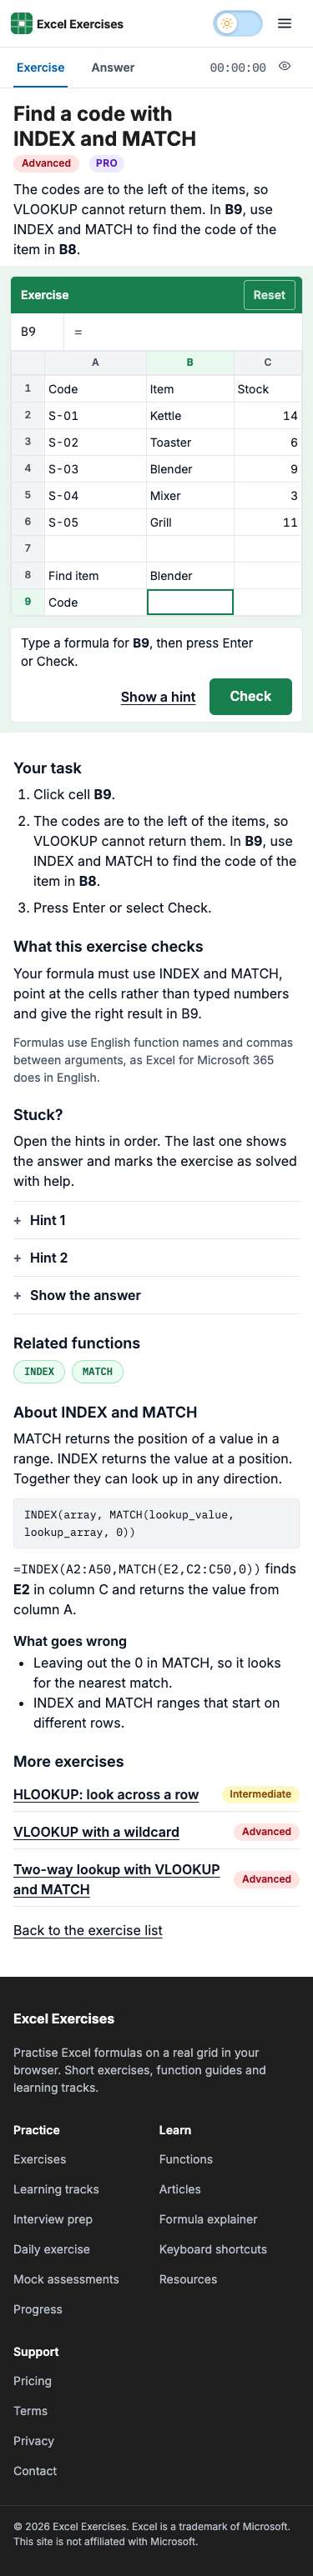 Excel Exercises
Exercise Answer 00:00:00
Find a code with
INDEX and MATCH
Advanced PRO
The codes are to the left of the items, so
VLOOKUP cannot return them. In B9, use
INDEX and MATCH to find the code of the
item in B8.
Exercise Reset
B9 =
A B C
1 Code Item Stock
2 S-01 Kettle 14
3 S-02 Toaster 6
4 S-03 Blender 9
5 S-04 Mixer 3
6 S-05 Grill 11
7
8 Find item Blender
9 Code
Type a formula for B9, then press Enter
or Check.
Show a hint Check
Your task
1. Click cell B9.
2. The codes are to the left of the items, so
VLOOKUP cannot return them. In B9, use
INDEX and MATCH to find the code of the
item in B8.
3. Press Enter or select Check.
What this exercise checks
Your formula must use INDEX and MATCH,
point at the cells rather than typed numbers
and give the right result in B9.
Formulas use English function names and commas
between arguments, as Excel for Microsoft 365
does in English.
Stuck?
Open the hints in order. The last one shows
the answer and marks the exercise as solved
with help.
+ Hint 1
+ Hint 2
+ Show the answer
Related functions
INDEX MATCH
About INDEX and MATCH
MATCH returns the position of a value in a
range. INDEX returns the value at a position.
Together they can look up in any direction.
INDEX(array, MATCH(lookup_value,
lookup_array, 0))
=INDEX(A2:A50,MATCH(E2,C2:C50,0)) finds
E2 in column C and returns the value from
column A.
What goes wrong
• Leaving out the 0 in MATCH, so it looks
for the nearest match.
• INDEX and MATCH ranges that start on
different rows.
More exercises
HLOOKUP: look across a row Intermediate
VLOOKUP with a wildcard Advanced
Two-way lookup with VLOOKUP
and MATCH Advanced
Back to the exercise list
Excel Exercises
Practise Excel formulas on a real grid in your
browser. Short exercises, function guides and
learning tracks.
Practice Learn
Exercises Functions
Learning tracks Articles
Interview prep Formula explainer
Daily exercise Keyboard shortcuts
Mock assessments Resources
Progress
Support
Pricing
Terms
Privacy
Contact
© 2026 Excel Exercises. Excel is a trademark of Microsoft.
This site is not affiliated with Microsoft.